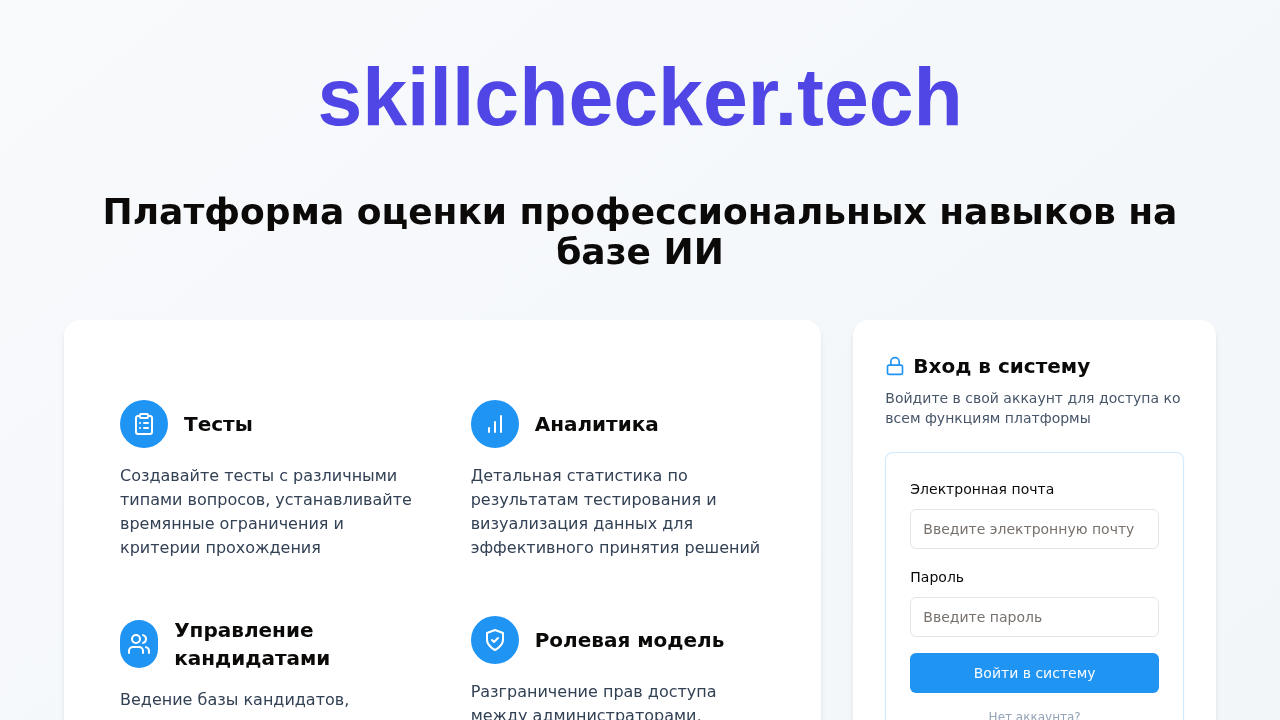 skillchecker.tech
Платформа оценки профессиональных навыков на
базе ИИ
Тесты
Создавайте тесты с различными
типами вопросов, устанавливайте
времянные ограничения и
критерии прохождения
Аналитика
Детальная статистика по
результатам тестирования и
визуализация данных для
эффективного принятия решений
Управление
кандидатами
Ведение базы кандидатов,
Ролевая модель
Разграничение прав доступа
между администраторами,
Вход в систему
Войдите в свой аккаунт для доступа ко
всем функциям платформы
Электронная почта
Введите электронную почту
Пароль
Введите пароль
Войти в систему
Нет аккаунта?